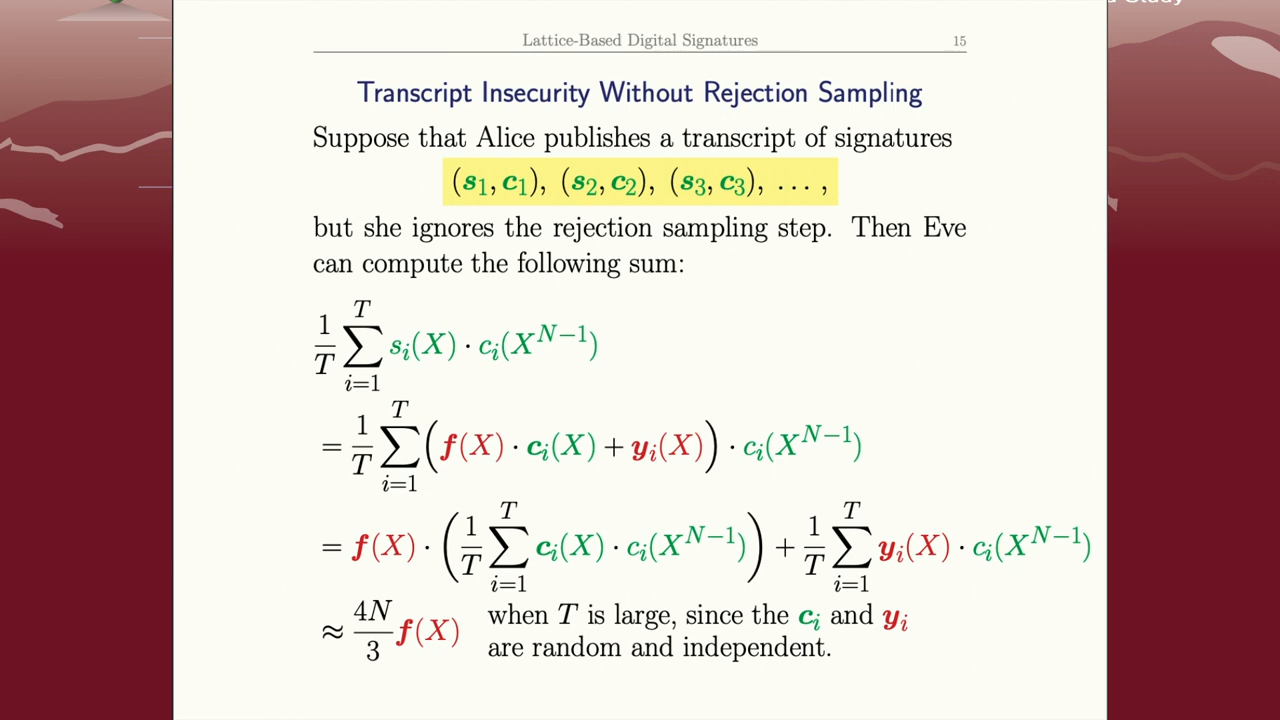 Study
Lattice-Based Digital Signatures 15
Transcript Insecurity Without Rejection Sampling
Suppose that Alice publishes a transcript of signatures
(s₁, c₁), (s₂, c₂), (s₃, c₃), … ,
but she ignores the rejection sampling step. Then Eve
can compute the following sum:
1/T ∑_{i=1}^{T} s_i(X) · c_i(X^{N−1})
= 1/T ∑_{i=1}^{T} (f(X) · c_i(X) + y_i(X)) · c_i(X^{N−1})
= f(X) · (1/T ∑_{i=1}^{T} c_i(X) · c_i(X^{N−1})) + 1/T ∑_{i=1}^{T} y_i(X) · c_i(X^{N−1})
≈ 4N/3 f(X) when T is large, since the c_i and y_i
are random and independent.